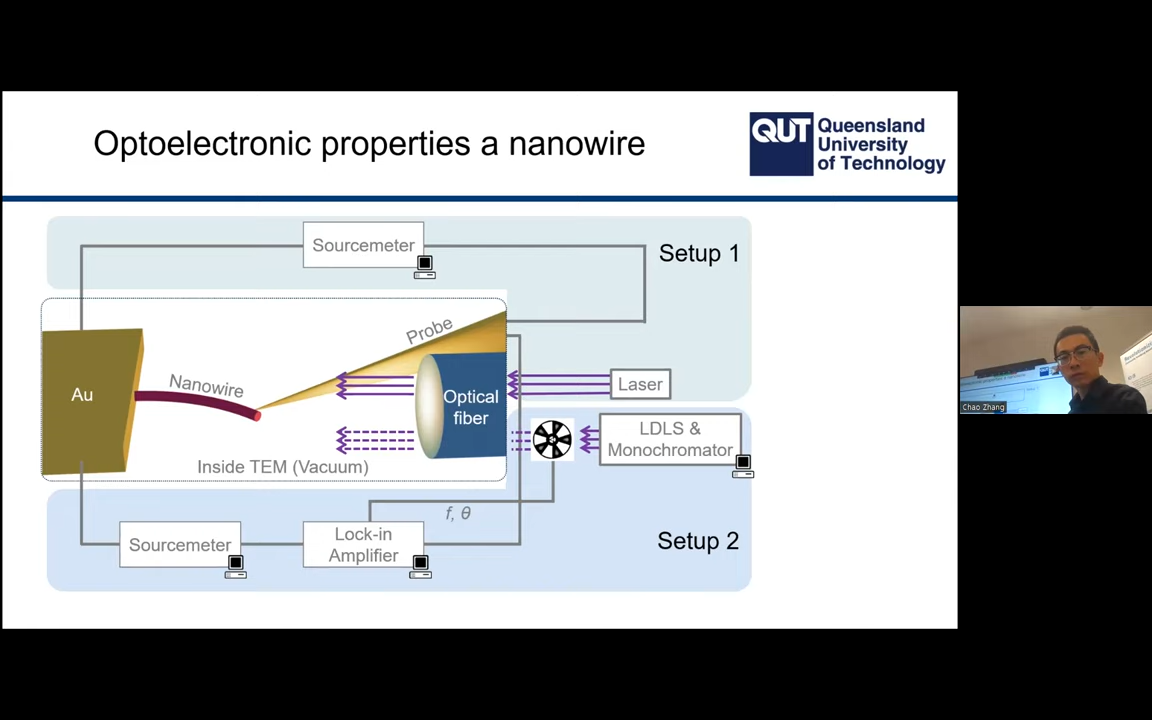 Optoelectronic properties a nanowire
QUT
Queensland
University
of Technology
Sourcemeter
Setup 1
Probe
Au
Nanowire
Optical
fiber
Laser
LDLS &
Monochromator
Inside TEM (Vacuum)
f, θ
Sourcemeter
Lock-in
Amplifier
Setup 2
Chao Zhang